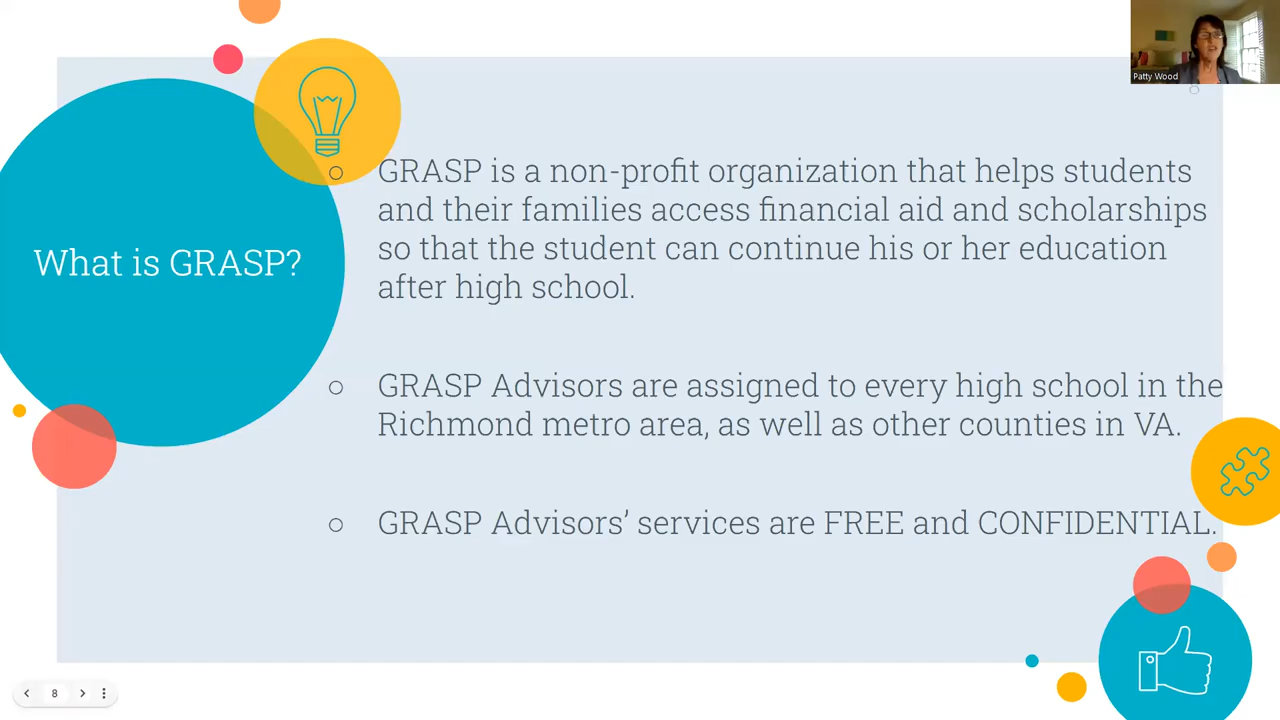 Patty Wood
8
What is GRASP?
GRASP is a non-profit organization that helps students
and their families access financial aid and scholarships
so that the student can continue his or her education
after high school.
GRASP Advisors are assigned to every high school in the
Richmond metro area, as well as other counties in VA.
GRASP Advisors’ services are FREE and CONFIDENTIAL.
8